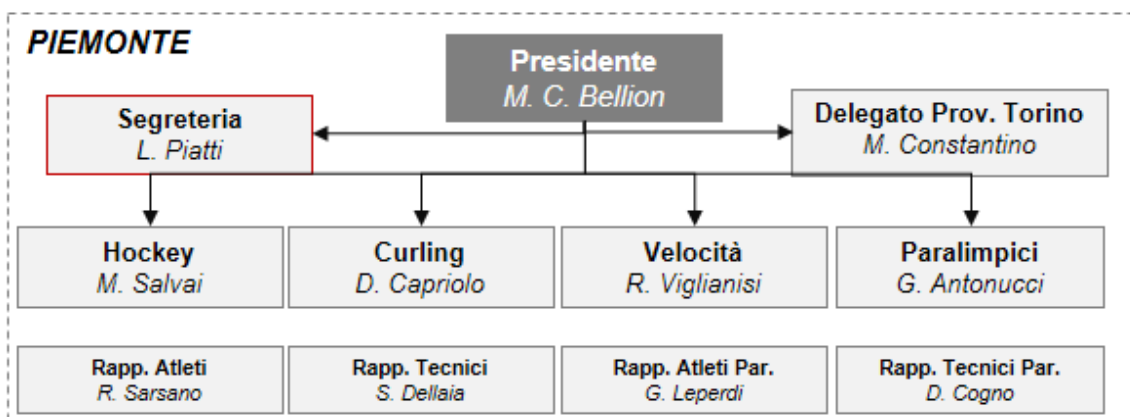 PIEMONTE
Presidente
M. C. Bellion
Segreteria
L. Piatti
Delegato Prov. Torino
M. Constantino
Hockey
M. Salvai
Curling
D. Capriolo
Velocità
R. Viglianisi
Paralimpici
G. Antonucci
Rapp. Atleti
R. Sarsano
Rapp. Tecnici
S. Dellaia
Rapp. Atleti Par.
G. Leperdi
Rapp. Tecnici Par.
D. Cogno